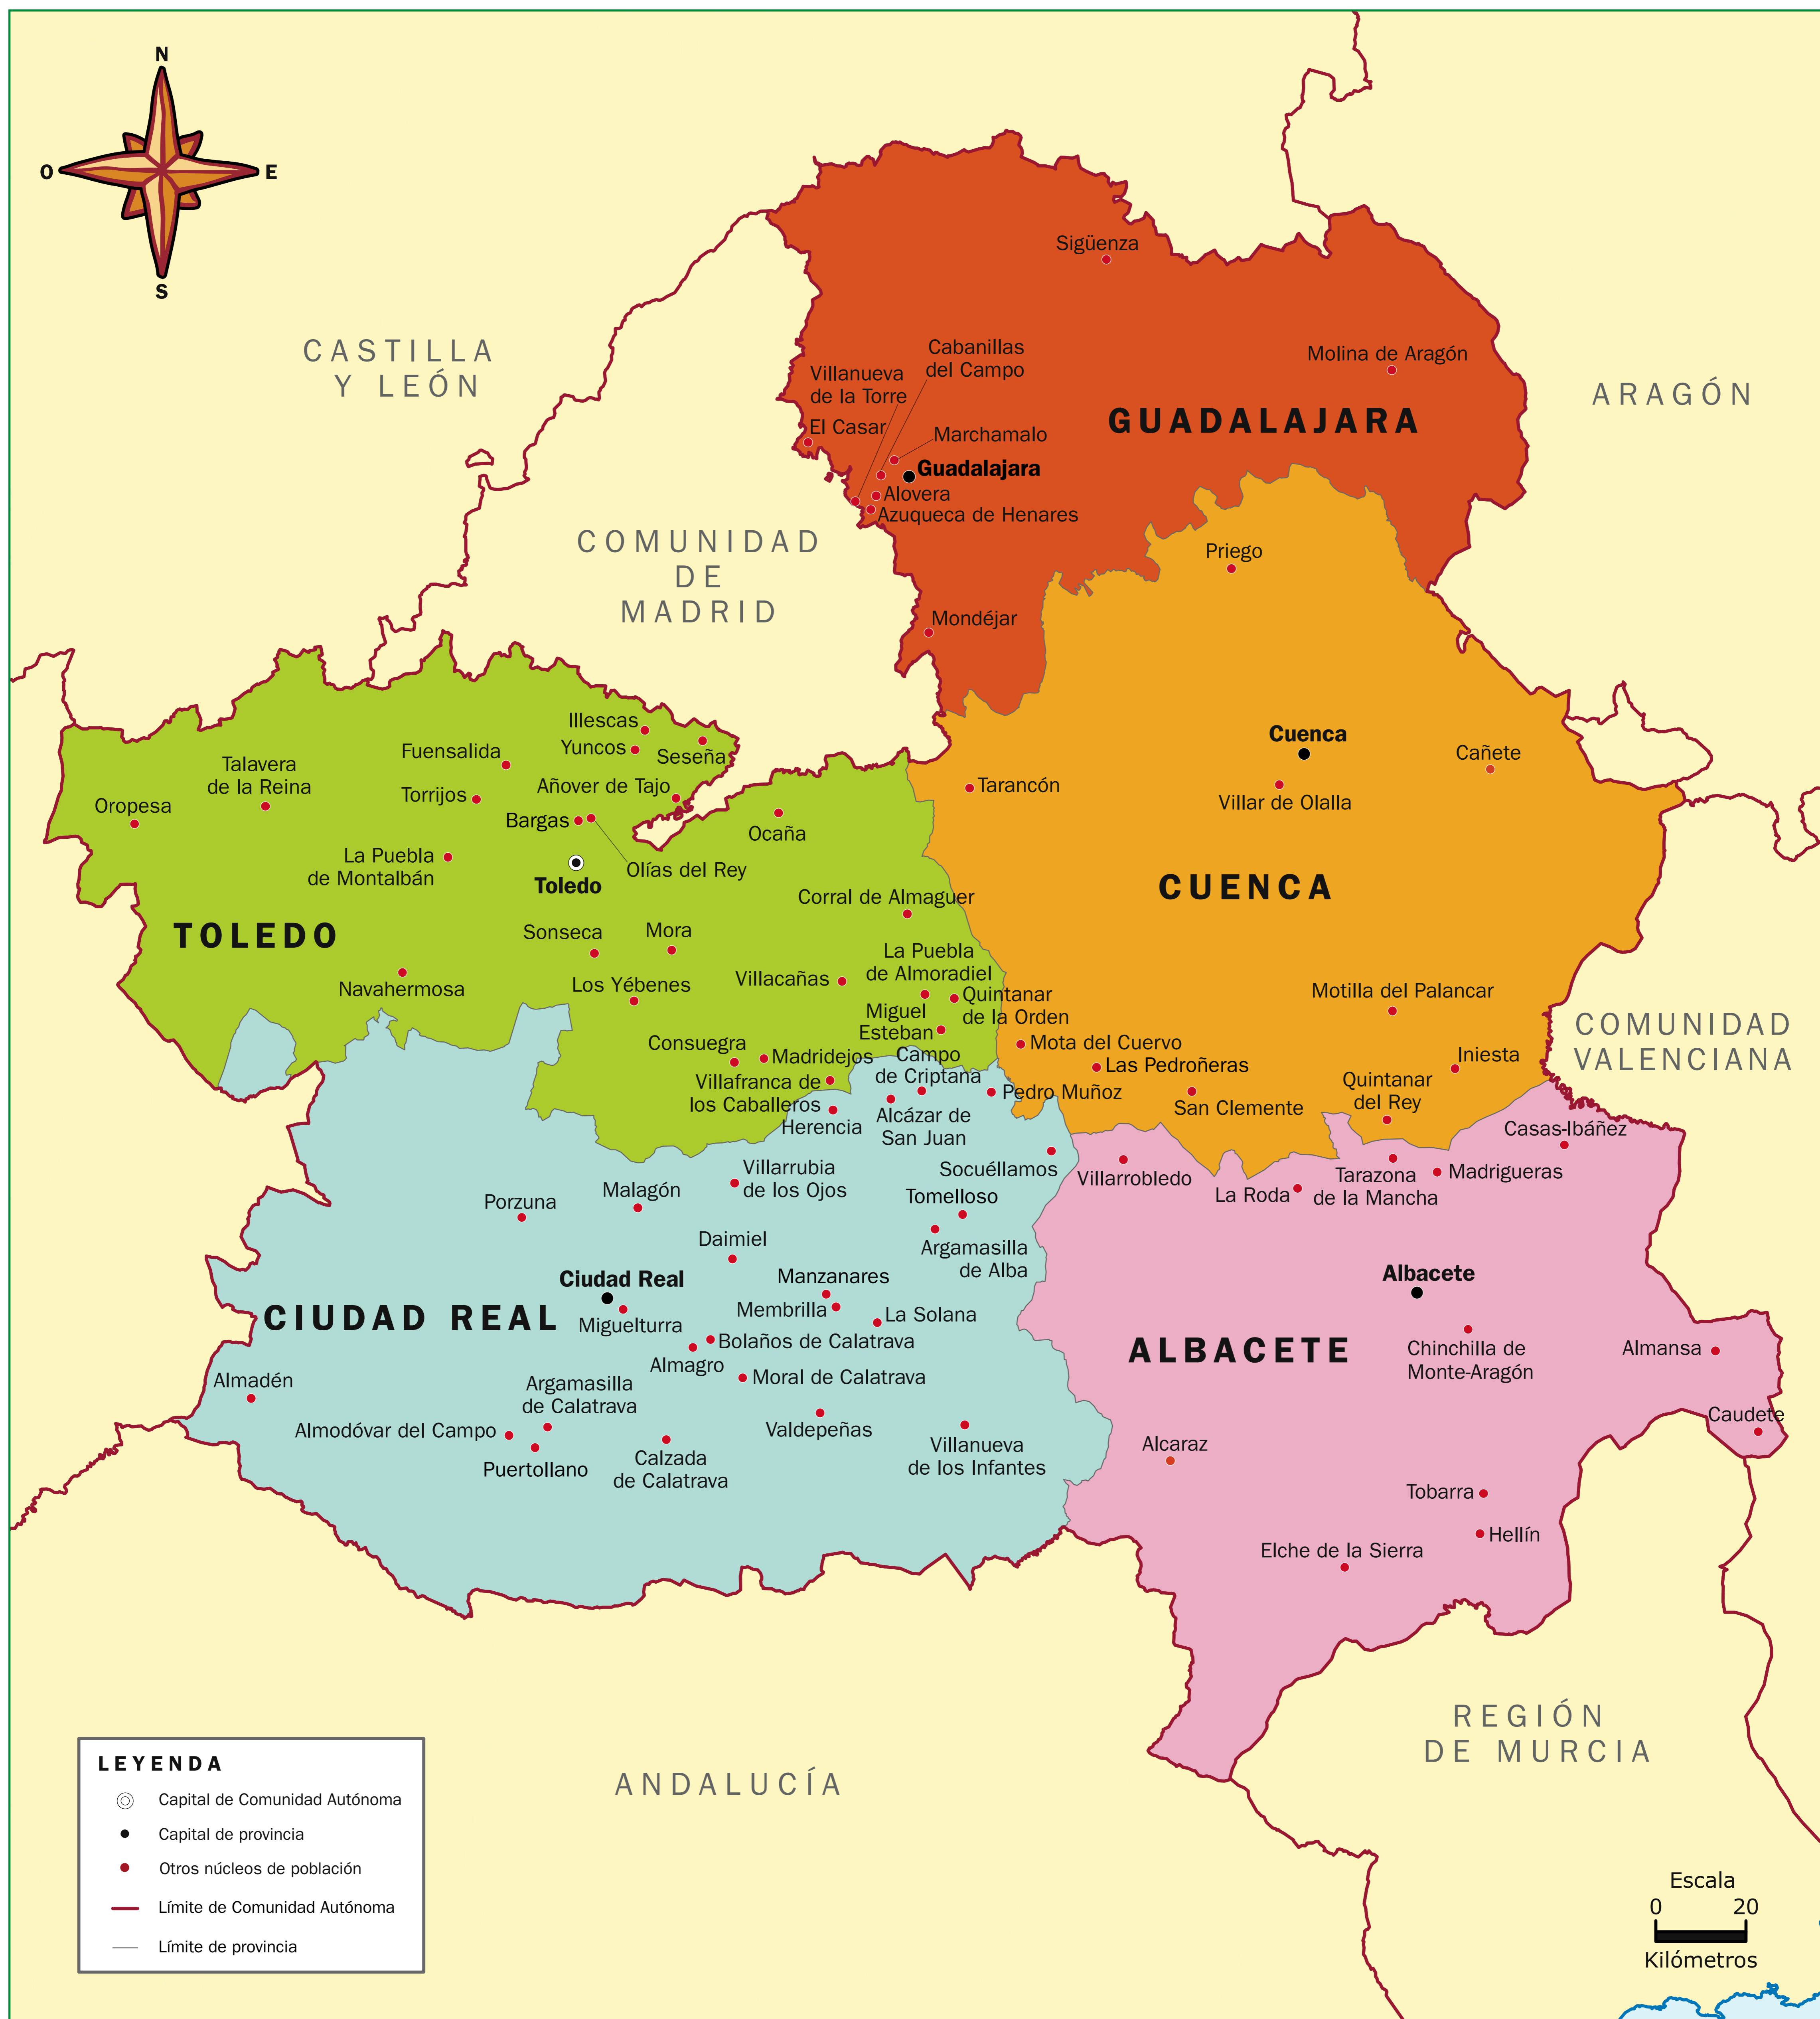 N
O
E
S
CASTILLA
Y LEÓN
ARAGÓN
COMUNIDAD
DE
MADRID
COMUNIDAD
VALENCIANA
REGIÓN
DE MURCIA
ANDALUCÍA
GUADALAJARA
Sigüenza
Molina de Aragón
Cabanillas
del Campo
Villanueva
de la Torre
El Casar
Marchamalo
Guadalajara
Alovera
Azuqueca de Henares
Mondéjar
CUENCA
Priego
Cuenca
Cañete
Villar de Olalla
Tarancón
Motilla del Palancar
Mota del Cuervo
Las Pedroñeras
Iniesta
San Clemente
Quintanar
del Rey
TOLEDO
Illescas
Yuncos
Seseña
Fuensalida
Talavera
de la Reina
Oropesa
Torrijos
Añover de Tajo
Bargas
Ocaña
La Puebla
de Montalbán
Olías del Rey
Toledo
Corral de Almaguer
Sonseca
Mora
La Puebla
de Almoradiel
Villacañas
Navahermosa
Los Yébenes
Quintanar
de la Orden
Miguel
Esteban
Consuegra
Madridejos
Villafranca de
los Caballeros
CIUDAD REAL
Campo
de Criptana
Pedro Muñoz
Herencia
Alcázar de
San Juan
Socuéllamos
Villarrubia
de los Ojos
Porzuna
Malagón
Tomelloso
Daimiel
Argamasilla
de Alba
Ciudad Real
Manzanares
Membrilla
La Solana
Miguelturra
Bolaños de Calatrava
Almagro
Moral de Calatrava
Almadén
Argamasilla
de Calatrava
Almodóvar del Campo
Valdepeñas
Puertollano
Calzada
de Calatrava
Villanueva
de los Infantes
ALBACETE
Casas-Ibáñez
Villarrobledo
La Roda
Tarazona
de la Mancha
Madrigueras
Albacete
Chinchilla de
Monte-Aragón
Almansa
Caudete
Alcaraz
Tobarra
Hellín
Elche de la Sierra
LEYENDA
Capital de Comunidad Autónoma
Capital de provincia
Otros núcleos de población
Límite de Comunidad Autónoma
Límite de provincia
Escala
0 20
Kilómetros